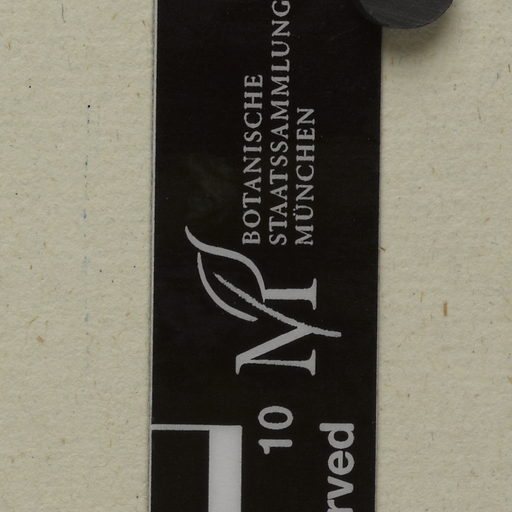 BOTANISCHE
STAATSSAMMLUNG
MÜNCHEN
10
rved